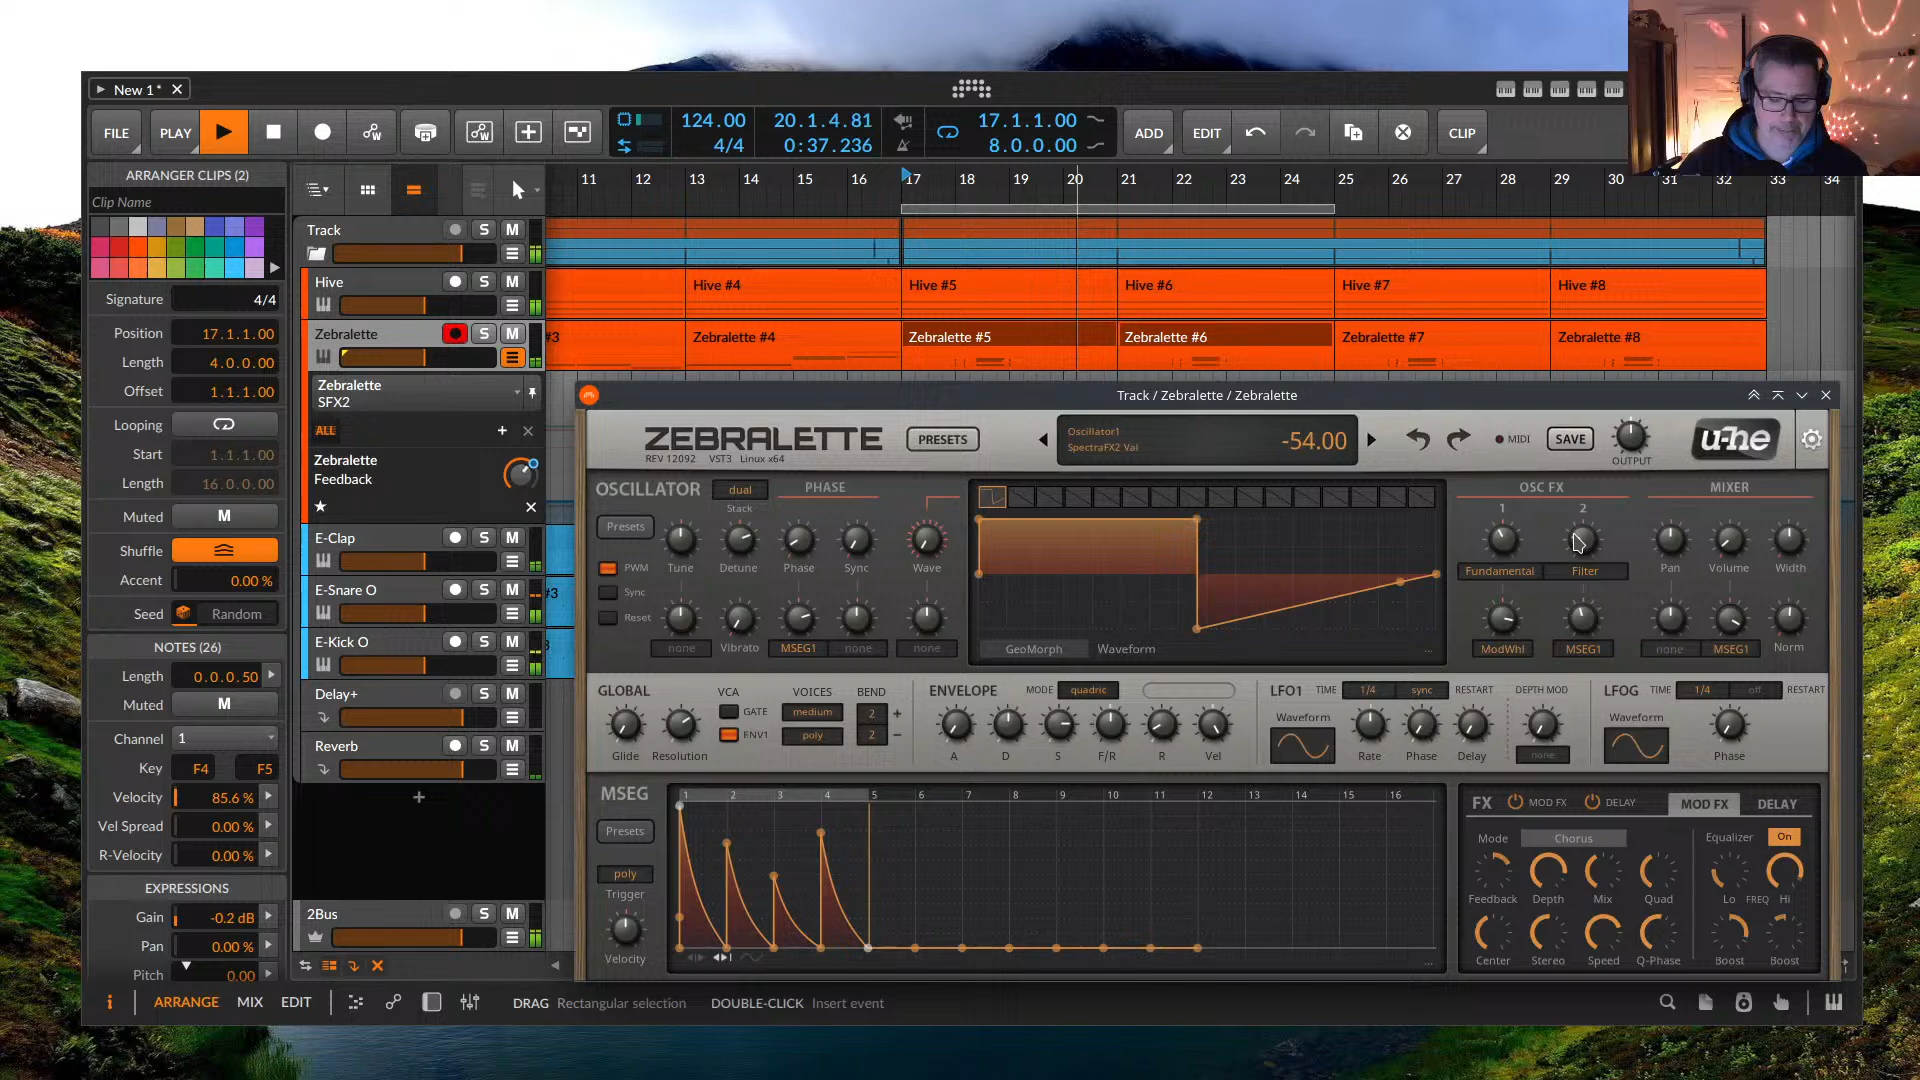 New 1*
FILE
PLAY
124.00
4/4
20.1.4.81
0:37.236
17.1.1.00
8.0.0.00
ADD
EDIT
CLIP
ARRANGER CLIPS (2)
Clip Name
Signature 4/4
Position 17.1.1.00
Length 4.0.0.00
Offset 1.1.1.00
Looping
Start 1.1.1.00
Length 16.0.0.00
Muted M
Shuffle
Accent 0.00 %
Seed Random
NOTES (26)
Length 0.0.0.50
Muted M
Channel 1
Key F4 F5
Velocity 85.6 %
Vel Spread 0.00 %
R-Velocity 0.00 %
EXPRESSIONS
Gain -0.2 dB
Pan 0.00 %
Pitch 0.00
11 12 13 14 15 16 17 18 19 20 21 22 23 24 25 26 27 28 29 30 31 32 33 34
Track S M
Hive S M
Hive #4 Hive #5 Hive #6 Hive #7 Hive #8
Zebralette S M
#3 Zebralette #4 Zebralette #5 Zebralette #6 Zebralette #7 Zebralette #8
Zebralette
SFX2
ALL
Zebralette
Feedback
E-Clap S M
E-Snare O S M
#3
E-Kick O S M
Delay+ S M
Reverb S M
2Bus S M
Track / Zebralette / Zebralette
ZEBRALETTE
REV 12092 VST3 Linux x64
PRESETS
Oscillator1
SpectraFX2 Val
-54.00
MIDI
SAVE
OUTPUT
u-he
OSCILLATOR
dual
Stack
PHASE
Presets
PWM
Sync
Reset
Tune Detune Phase Sync Wave
none Vibrato MSEG1 none none
GeoMorph Waveform
...
OSC FX
1 2
Fundamental Filter
ModWhl MSEG1
MIXER
Pan Volume Width
none MSEG1 Norm
GLOBAL
Glide Resolution
VCA
GATE
ENV1
VOICES
medium
poly
BEND
2 +
2 −
ENVELOPE
MODE quadric
A D S F/R R Vel
LFO1 TIME 1/4 sync RESTART
Waveform
Rate Phase Delay
DEPTH MOD
none
LFOG TIME 1/4 off RESTART
Waveform
Phase
MSEG
Presets
poly
Trigger
Velocity
1 2 3 4 5 6 7 8 9 10 11 12 13 14 15 16
...
FX MOD FX DELAY MOD FX DELAY
Mode Chorus
Equalizer On
Feedback Depth Mix Quad Lo FREQ Hi
Center Stereo Speed Q-Phase Boost Boost
ARRANGE MIX EDIT
DRAG Rectangular selection DOUBLE-CLICK Insert event